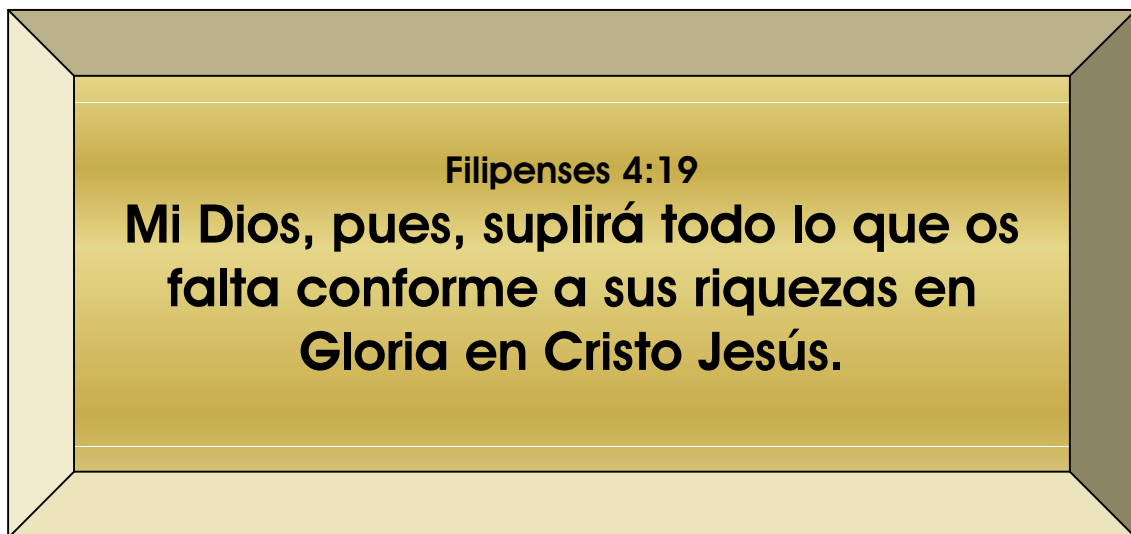 Filipenses 4:19
Mi Dios, pues, suplirá todo lo que os
falta conforme a sus riquezas en
Gloria en Cristo Jesús.